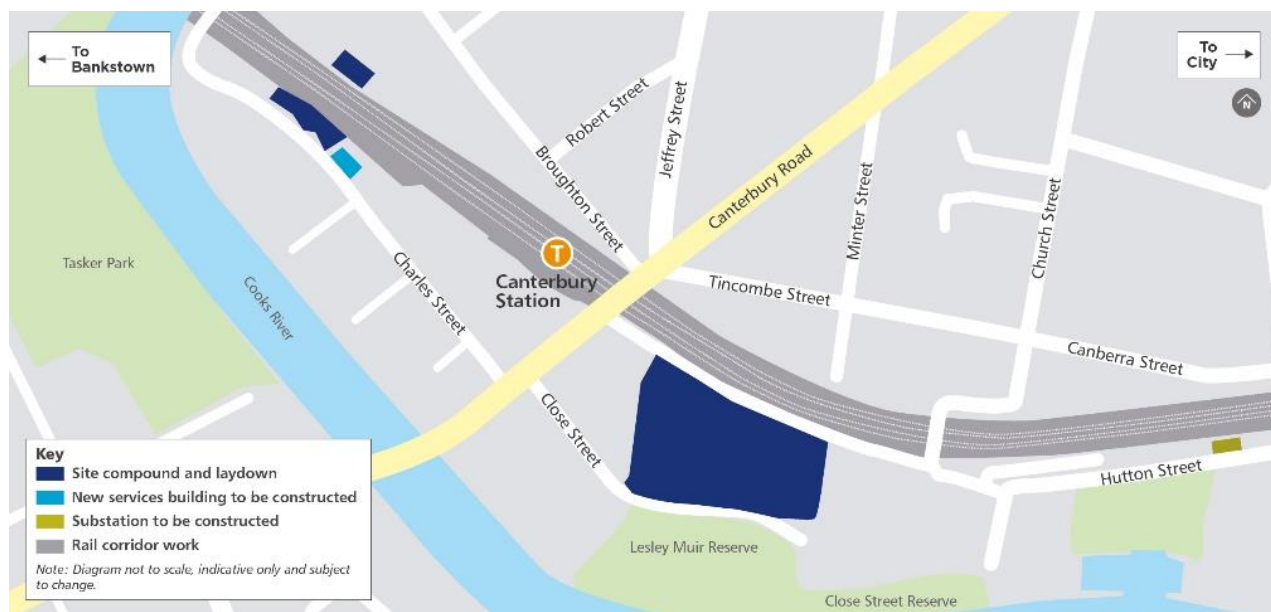 To
Bankstown
To
City
N
Robert Street
Jeffrey Street
Broughton Street
Canterbury Road
Minter Street
Church Street
Tasker Park
Cooks River
Charles Street
T
Canterbury
Station
Tincombe Street
Canberra Street
Close Street
Hutton Street
Lesley Muir Reserve
Close Street Reserve
Key
Site compound and laydown
New services building to be constructed
Substation to be constructed
Rail corridor work
Note: Diagram not to scale, indicative only and subject
to change.